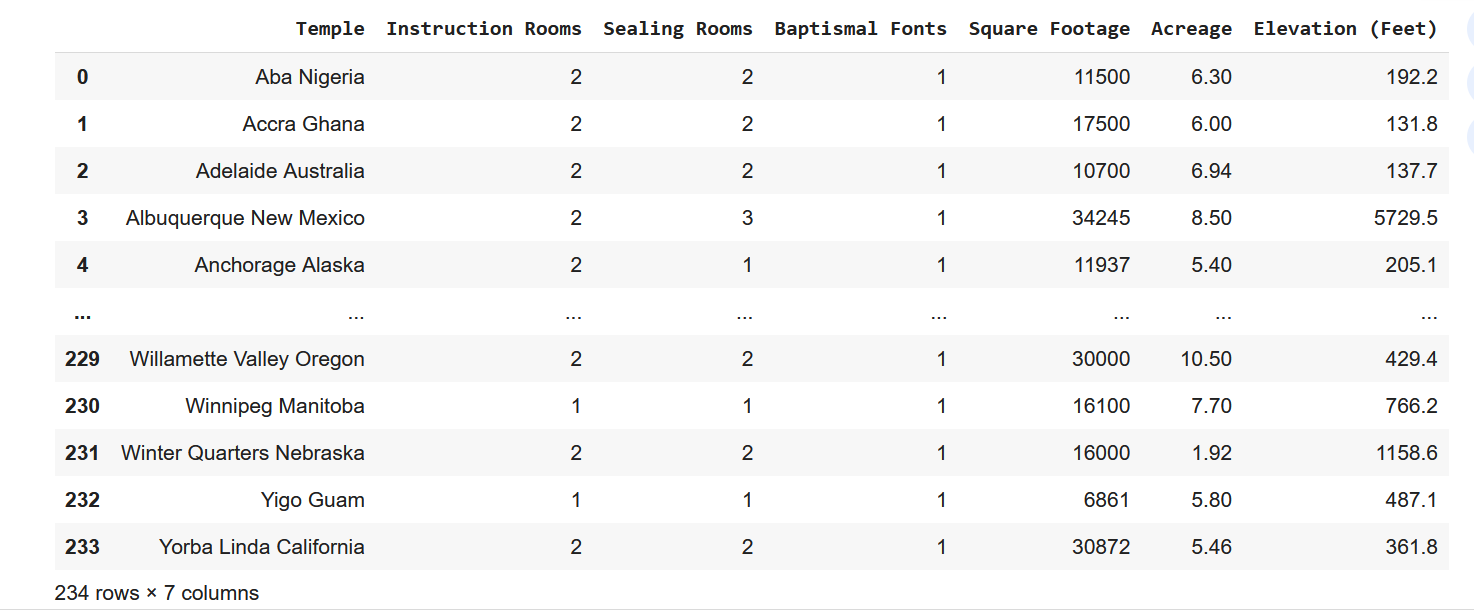 Temple Instruction Rooms Sealing Rooms Baptismal Fonts Square Footage Acreage Elevation (Feet)
0 Aba Nigeria 2 2 1 11500 6.30 192.2
1 Accra Ghana 2 2 1 17500 6.00 131.8
2 Adelaide Australia 2 2 1 10700 6.94 137.7
3 Albuquerque New Mexico 2 3 1 34245 8.50 5729.5
4 Anchorage Alaska 2 1 1 11937 5.40 205.1
... ... ... ... ... ... ... ...
229 Willamette Valley Oregon 2 2 1 30000 10.50 429.4
230 Winnipeg Manitoba 1 1 1 16100 7.70 766.2
231 Winter Quarters Nebraska 2 2 1 16000 1.92 1158.6
232 Yigo Guam 1 1 1 6861 5.80 487.1
233 Yorba Linda California 2 2 1 30872 5.46 361.8
234 rows × 7 columns